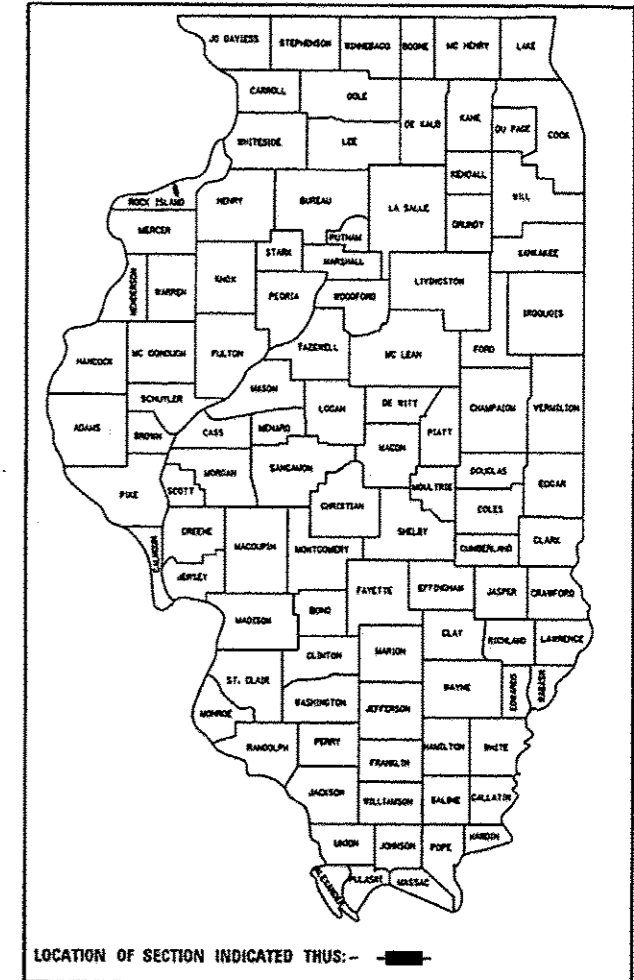 JO DAVIESS STEPHENSON WINNEBAGO BOONE MC HENRY LAKE
CARROLL OGLE DE KALB KANE DU PAGE COOK
WHITESIDE LEE
KENDALL WILL
ROCK ISLAND HENRY BUREAU LA SALLE GRUNDY
MERCER PUTNAM
STARK MARSHALL KANKAKEE
HENDERSON WARREN KNOX PEORIA WOODFORD LIVINGSTON IROQUOIS
HANCOCK MC DONOUGH FULTON TAZEWELL MC LEAN FORD
MASON
SCHUYLER LOGAN DE WITT CHAMPAIGN VERMILION
ADAMS BROWN CASS MENARD MACON PIATT
SANGAMON DOUGLAS EDGAR
PIKE SCOTT MORGAN CHRISTIAN MOULTRIE
COLES
GREENE MACOUPIN MONTGOMERY SHELBY CUMBERLAND CLARK
CALHOUN JERSEY
FAYETTE EFFINGHAM JASPER CRAWFORD
MADISON BOND
CLAY RICHLAND LAWRENCE
CLINTON MARION
ST. CLAIR WAYNE EDWARDS WABASH
MONROE WASHINGTON JEFFERSON
RANDOLPH PERRY HAMILTON WHITE
FRANKLIN
JACKSON WILLIAMSON SALINE GALLATIN
UNION JOHNSON POPE HARDIN
ALEXANDER PULASKI MASSAC
LOCATION OF SECTION INDICATED THUS:-